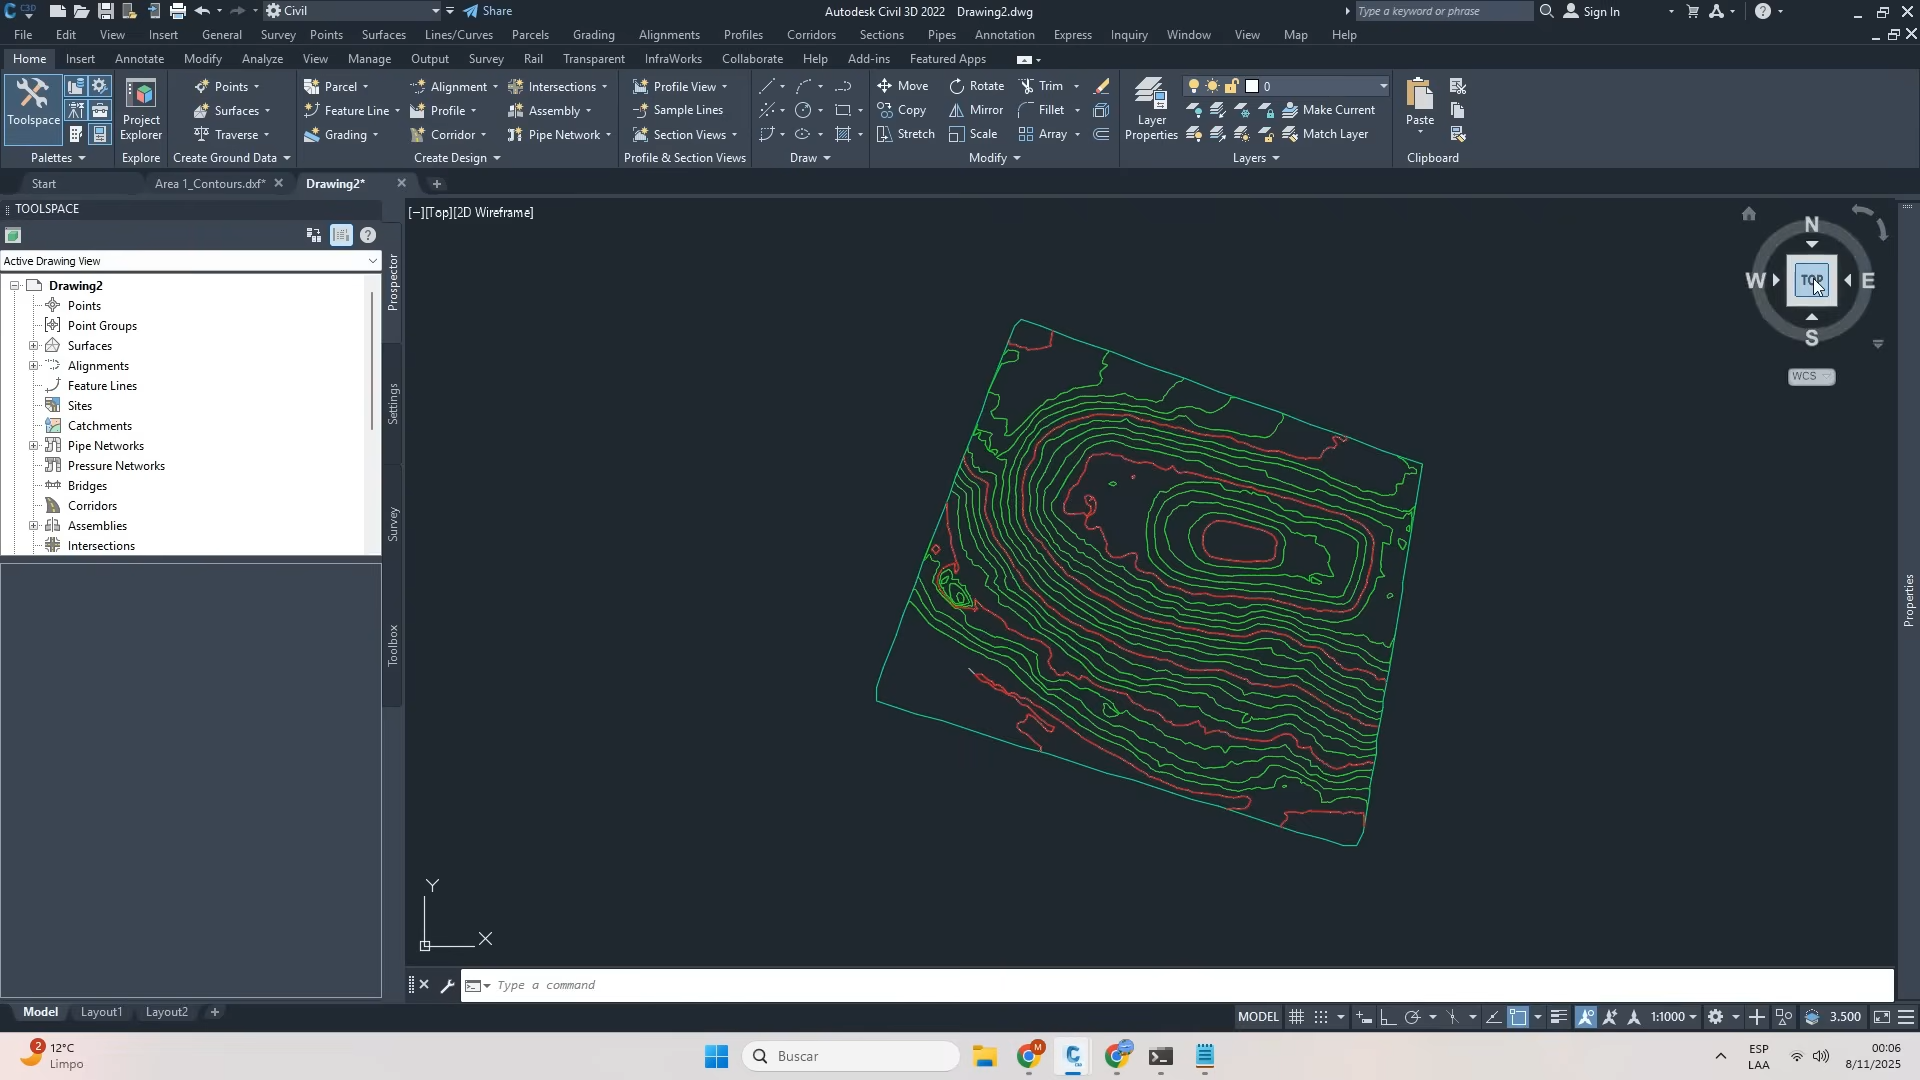 C3D Civil Share Autodesk Civil 3D 2022 Drawing2.dwg Type a keyword or phrase Sign In
File Edit View Insert General Survey Points Surfaces Lines/Curves Parcels Grading Alignments Profiles Corridors Sections Pipes Annotation Express Inquiry Window View Map Help
Home Insert Annotate Modify Analyze View Manage Output Survey Rail Transparent InfraWorks Collaborate Help Add-ins Featured Apps
Points Parcel Alignment Intersections Profile View Move Rotate Trim 0
Toolspace Project Explorer Surfaces Feature Line Profile Assembly Sample Lines Copy Mirror Fillet Layer Properties Make Current Paste
Traverse Grading Corridor Pipe Network Section Views Stretch Scale Array Match Layer
Palettes Explore Create Ground Data Create Design Profile & Section Views Draw Modify Layers Clipboard
Start Area 1_Contours.dxf* Drawing2*
TOOLSPACE
[−][Top][2D Wireframe]
Active Drawing View
Drawing2
Points
Point Groups
Surfaces
Alignments
Feature Lines
Sites
Catchments
Pipe Networks
Pressure Networks
Bridges
Corridors
Assemblies
Intersections
Prospector
Settings
Survey
Toolbox
N
W TOP E
S
WCS
Properties
Y
X
Type a command
Model Layout1 Layout2 MODEL 1:1000 3.500
2 12°C
Limpo
Buscar
M
ESP
LAA
00:06
8/11/2025